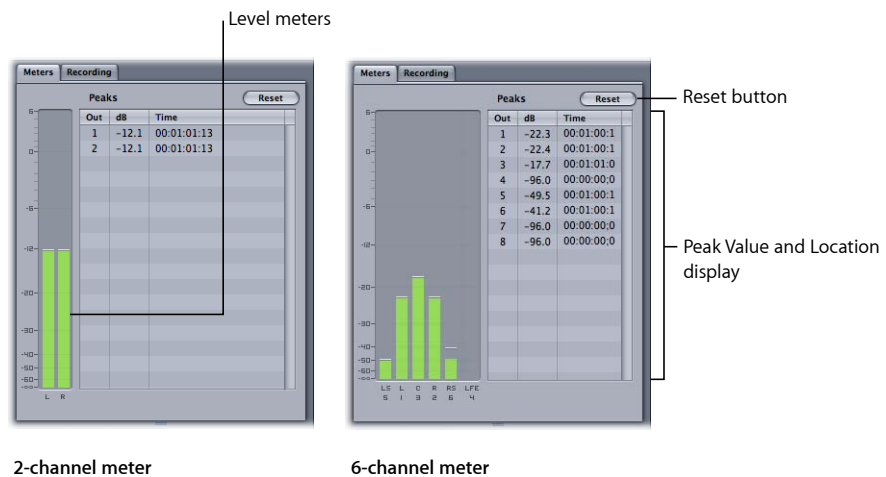 Level meters
Meters Recording
Peaks Reset
Out dB Time
1 -12.1 00:01:01:13
2 -12.1 00:01:01:13
6
0
-6
-12
-20
-30
-40
-50
-60
-∞
L R
2-channel meter
Meters Recording
Peaks Reset
Out dB Time
1 -22.3 00:01:00:1
2 -22.4 00:01:00:1
3 -17.7 00:01:01:0
4 -96.0 00:00:00;0
5 -49.5 00:01:00:1
6 -41.2 00:01:00:1
7 -96.0 00:00:00;0
8 -96.0 00:00:00;0
6
0
-6
-12
-20
-30
-40
-50
-60
-∞
LS L C R RS LFE
5 1 3 2 6 4
6-channel meter
Reset button
Peak Value and Location
display